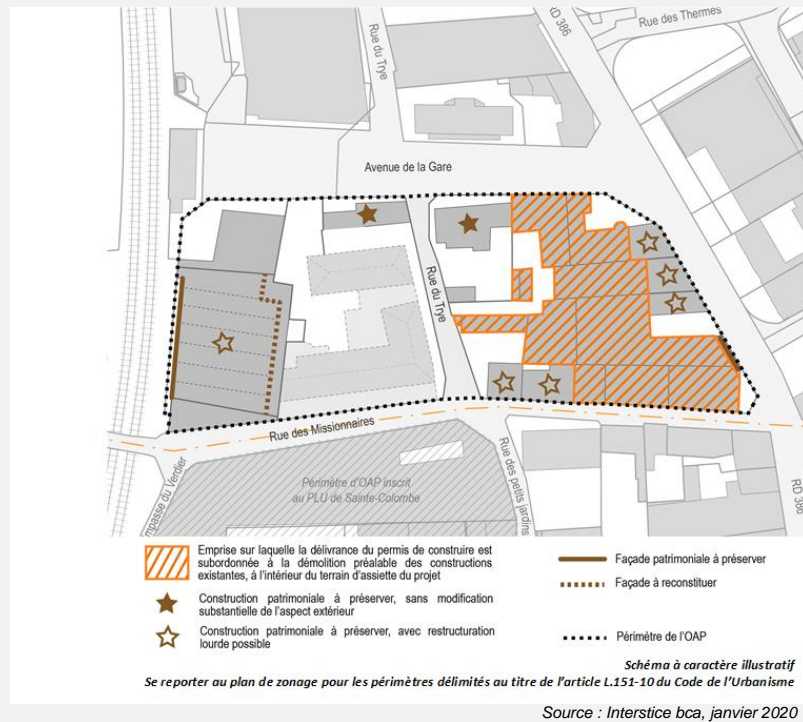 Rue du Trye
RD 386
Rue des Thermes
Avenue de la Gare
Rue du Trye
Rue des Missionnaires
Impasse du Verdier
Périmètre d'OAP inscrit
au PLU de Sainte-Colombe
Rue des petits jardins
RD 386
Emprise sur laquelle la délivrance du permis de construire est
subordonnée à la démolition préalable des constructions
existantes, à l'intérieur du terrain d'assiette du projet
Construction patrimoniale à préserver, sans modification
substantielle de l'aspect extérieur
Construction patrimoniale à préserver, avec restructuration
lourde possible
Façade patrimoniale à préserver
Façade à reconstituer
Périmètre de l'OAP
Schéma à caractère illustratif
Se reporter au plan de zonage pour les périmètres délimités au titre de l'article L.151-10 du Code de l'Urbanisme
Source : Interstice bca, janvier 2020